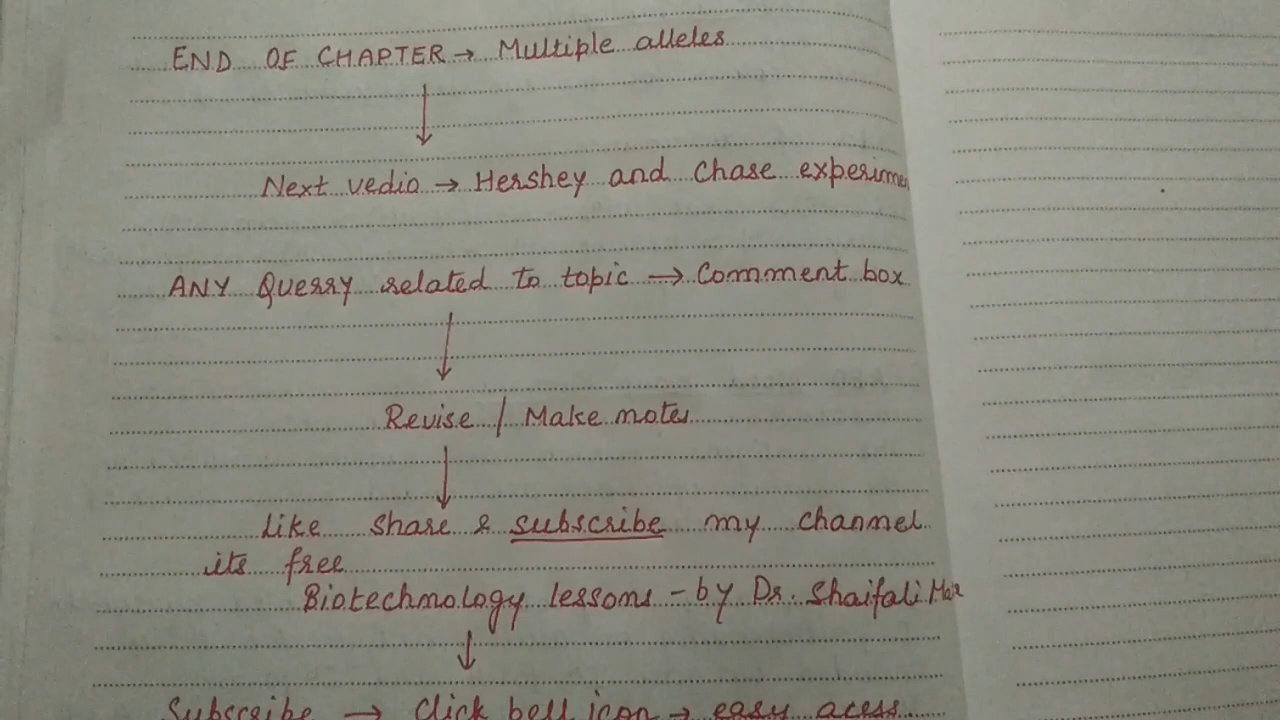 END OF CHAPTER → Multiple alleles
Next vedio → Hershey and Chase experime
ANY Querry related to topic → Comment box
Revise / Make notes
Like share & subscribe my channel
its free
Biotechnology lessons - by Dr. Shaifali
Subscribe → Click bell icon → easy acess